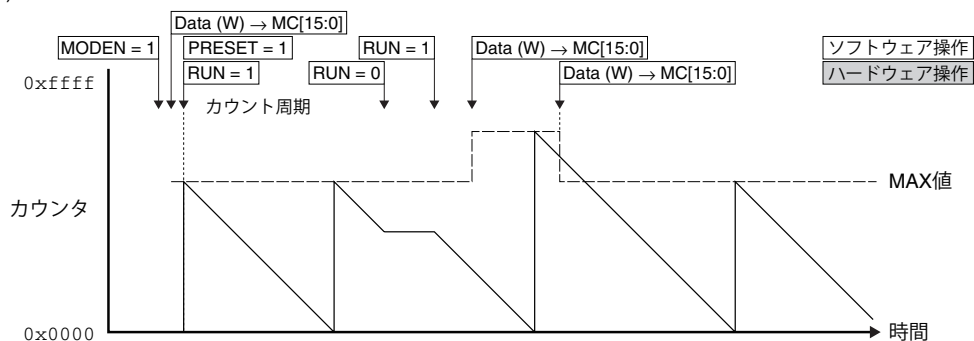 )
Data (W) → MC[15:0]
MODEN = 1
PRESET = 1
RUN = 1
Data (W) → MC[15:0]
ソフトウェア操作
RUN = 1
RUN = 0
Data (W) → MC[15:0]
ハードウェア操作
0xffff
カウント周期
MAX値
カウンタ
0x0000
時間